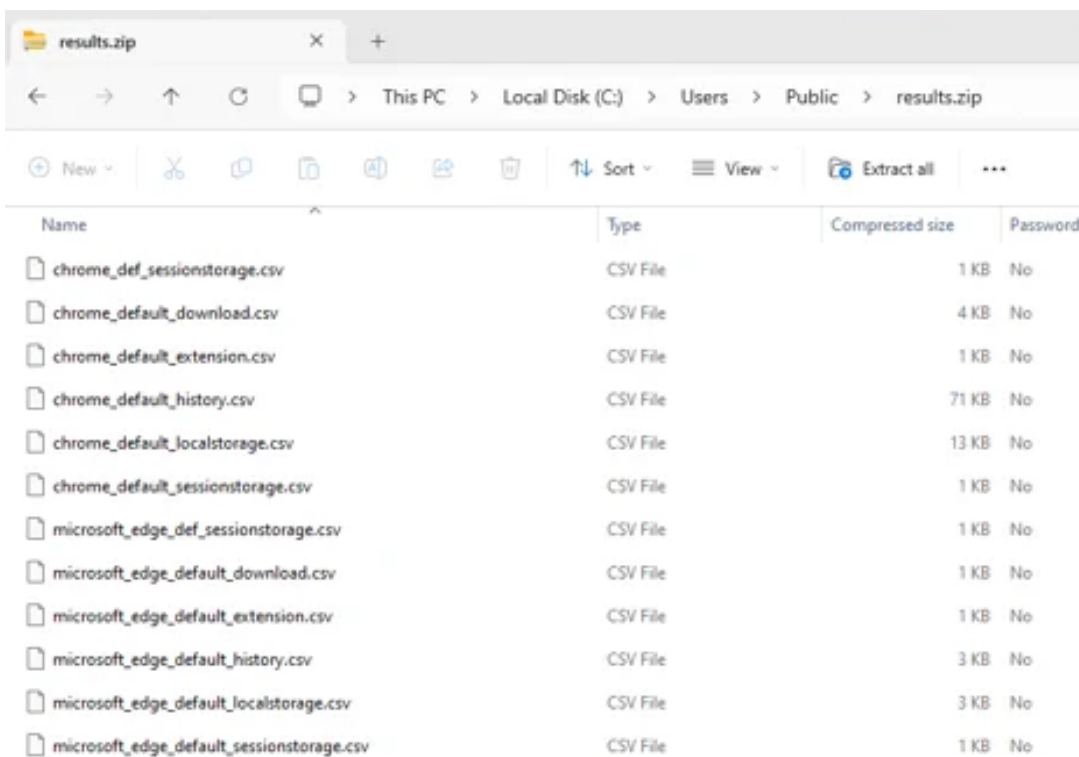 results.zip
This PC > Local Disk (C:) > Users > Public > results.zip
New Sort View Extract all ...
Name Type Compressed size Password
chrome_def_sessionstorage.csv CSV File 1 KB No
chrome_default_download.csv CSV File 4 KB No
chrome_default_extension.csv CSV File 1 KB No
chrome_default_history.csv CSV File 71 KB No
chrome_default_localstorage.csv CSV File 13 KB No
chrome_default_sessionstorage.csv CSV File 1 KB No
microsoft_edge_def_sessionstorage.csv CSV File 1 KB No
microsoft_edge_default_download.csv CSV File 1 KB No
microsoft_edge_default_extension.csv CSV File 1 KB No
microsoft_edge_default_history.csv CSV File 3 KB No
microsoft_edge_default_localstorage.csv CSV File 3 KB No
microsoft_edge_default_sessionstorage.csv CSV File 1 KB No